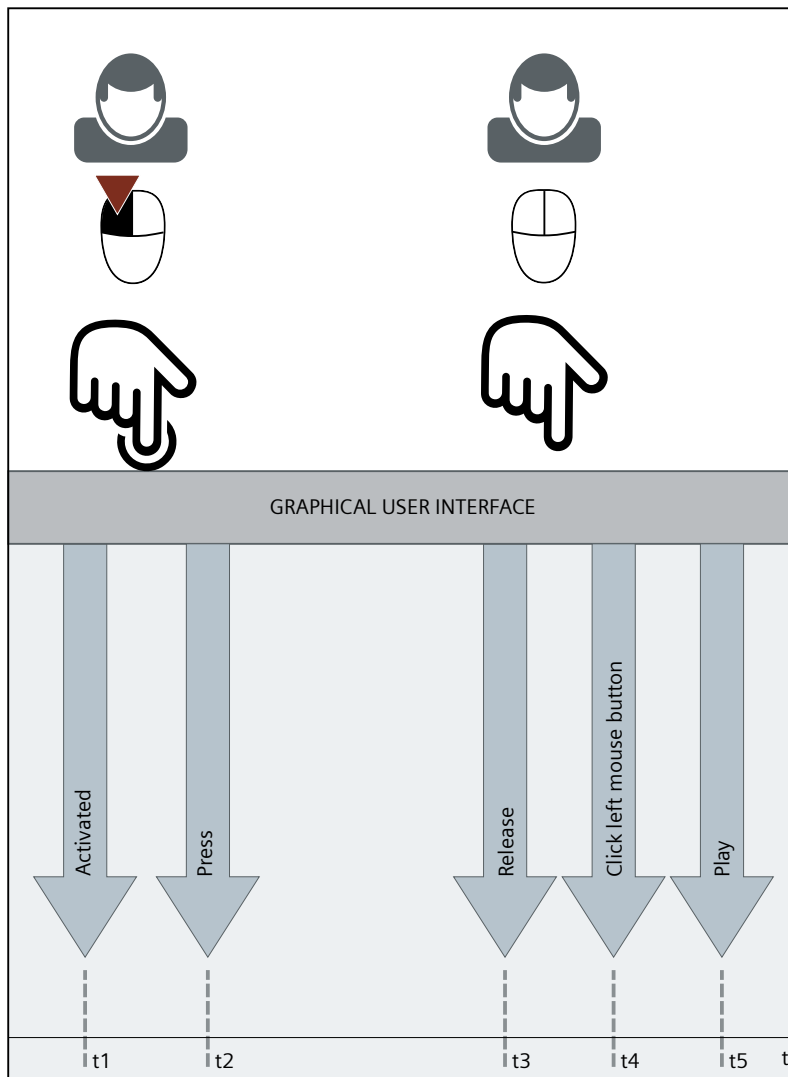 GRAPHICAL USER INTERFACE
Activated
Press
Release
Click left mouse button
Play
t1
t2
t3
t4
t5
t